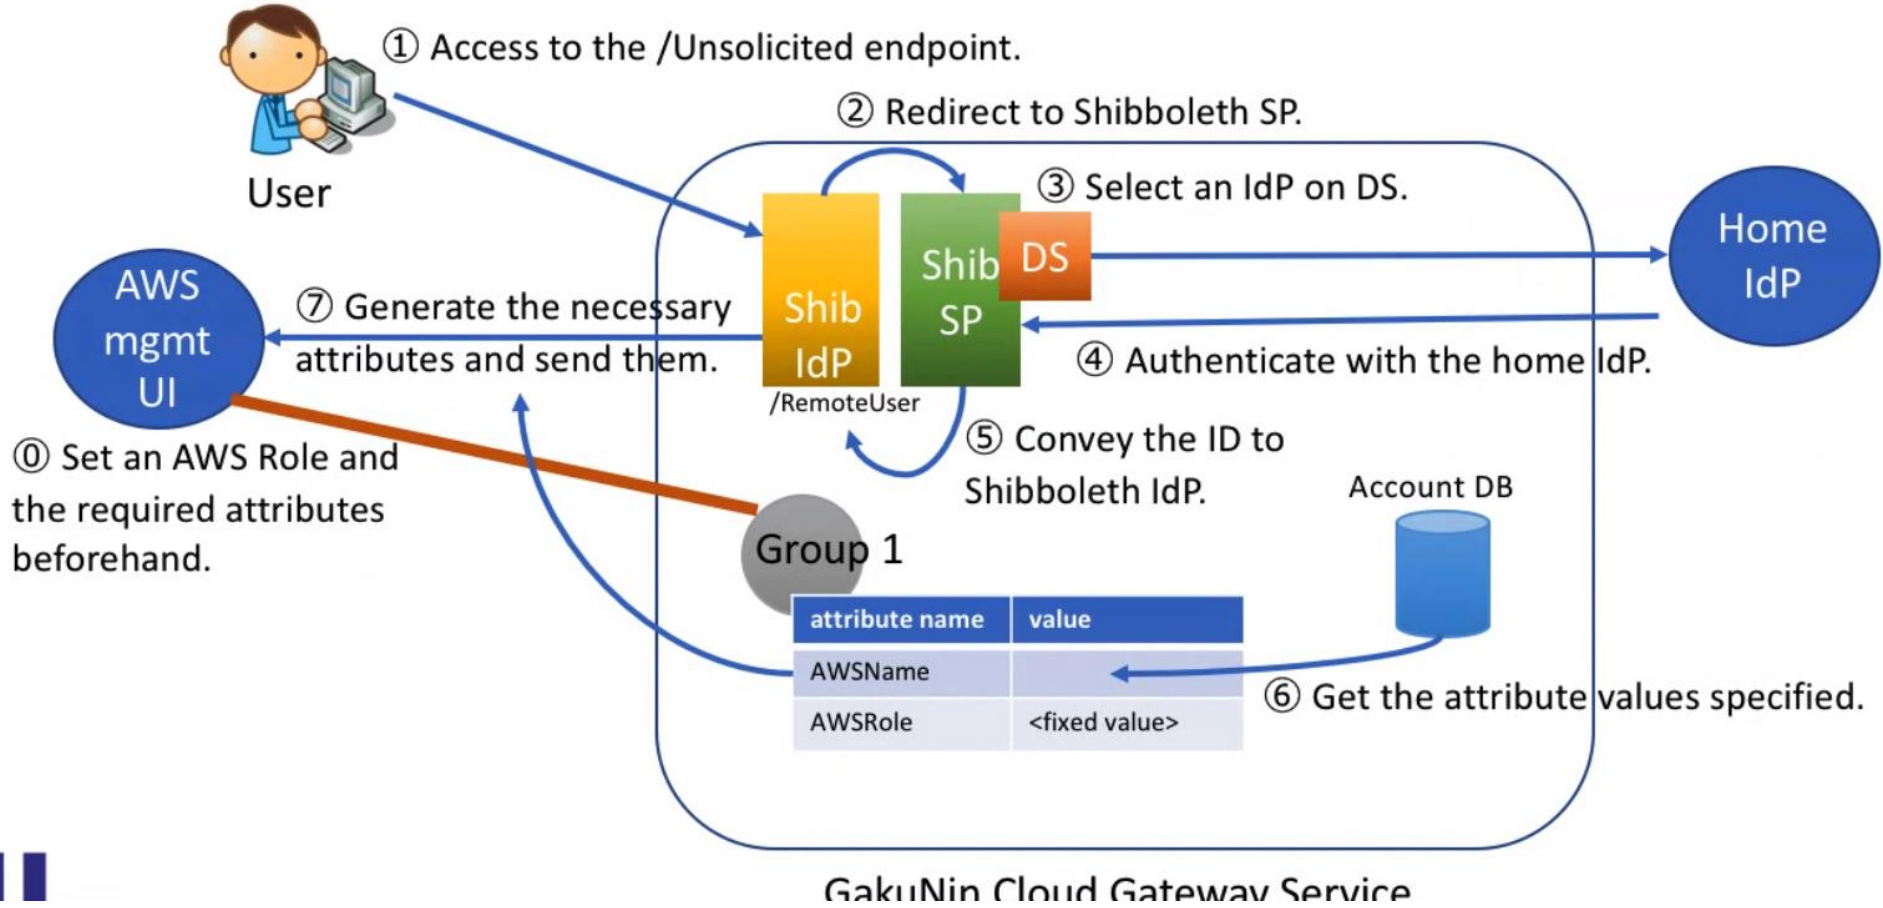 ① Access to the /Unsolicited endpoint.
② Redirect to Shibboleth SP.
③ Select an IdP on DS.
User
Home
IdP
Shib
SP
DS
Shib
IdP
/RemoteUser
AWS
mgmt
UI
⑦ Generate the necessary
attributes and send them.
④ Authenticate with the home IdP.
⑤ Convey the ID to
Shibboleth IdP.
⓪ Set an AWS Role and
the required attributes
beforehand.
Account DB
Group 1
attribute name value
AWSName
AWSRole <fixed value>
⑥ Get the attribute values specified.
GakuNin Cloud Gateway Service